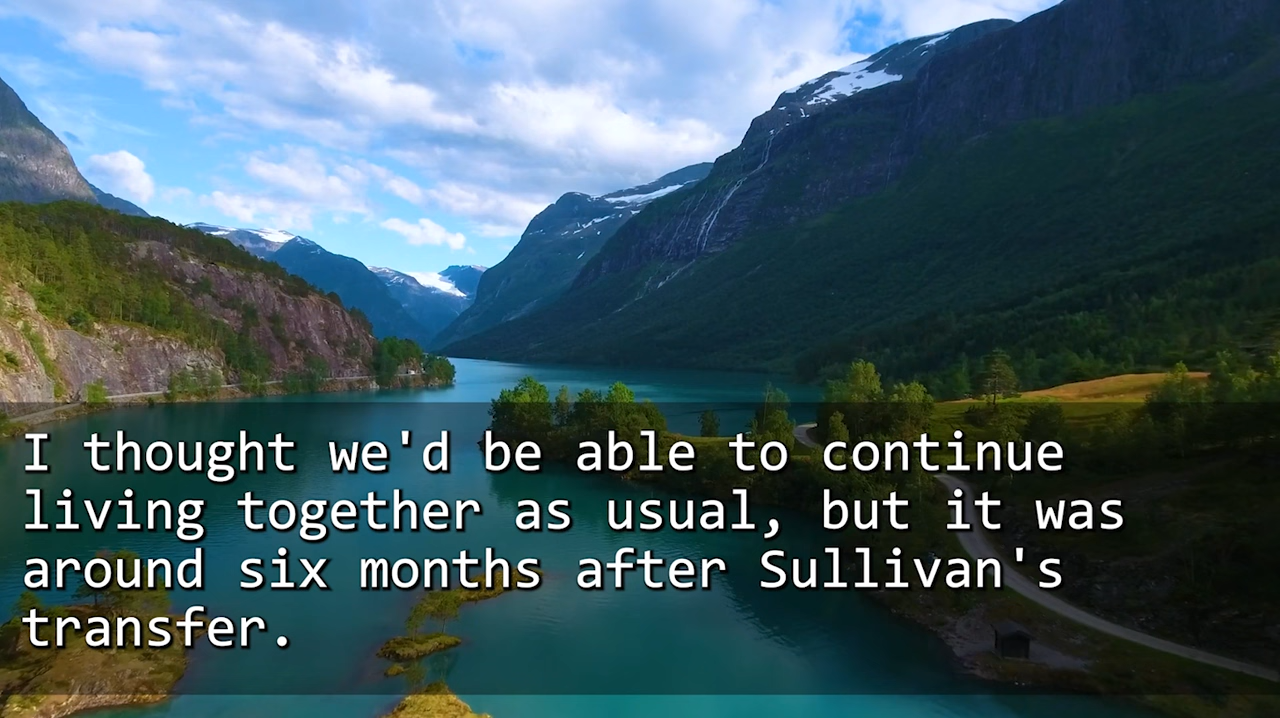 I thought we'd be able to continue
living together as usual, but it was
around six months after Sullivan's
transfer.